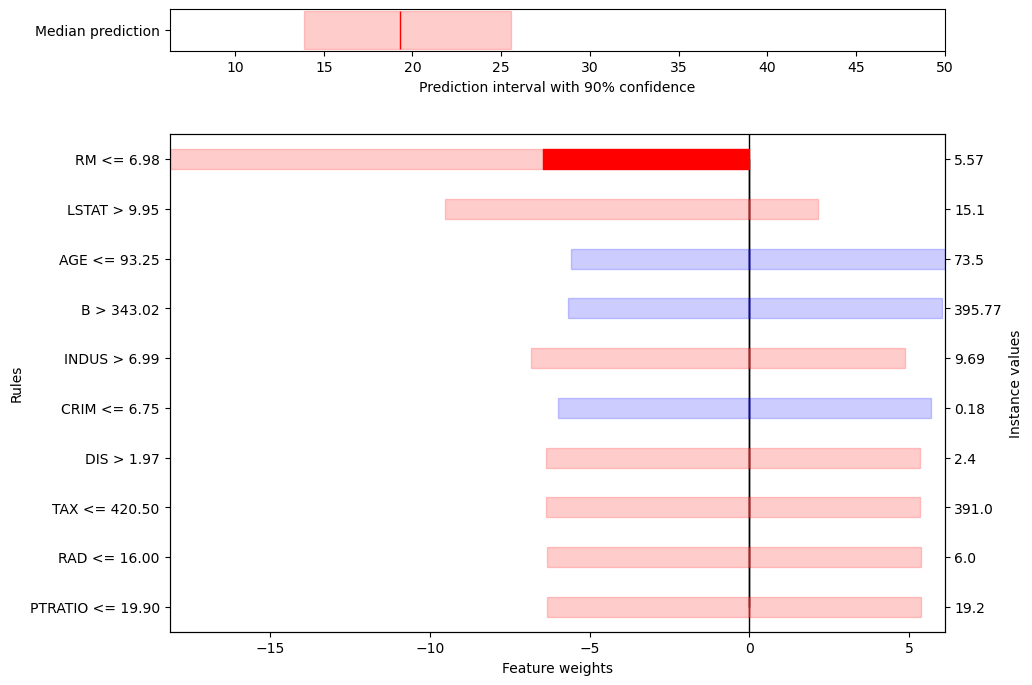 Median prediction
10 15 20 25 30 35 40 45 50
Prediction interval with 90% confidence
Rules
RM <= 6.98 5.57
LSTAT > 9.95 15.1
AGE <= 93.25 73.5
B > 343.02 395.77
INDUS > 6.99 9.69
CRIM <= 6.75 0.18
DIS > 1.97 2.4
TAX <= 420.50 391.0
RAD <= 16.00 6.0
PTRATIO <= 19.90 19.2
Instance values
−15 −10 −5 0 5
Feature weights